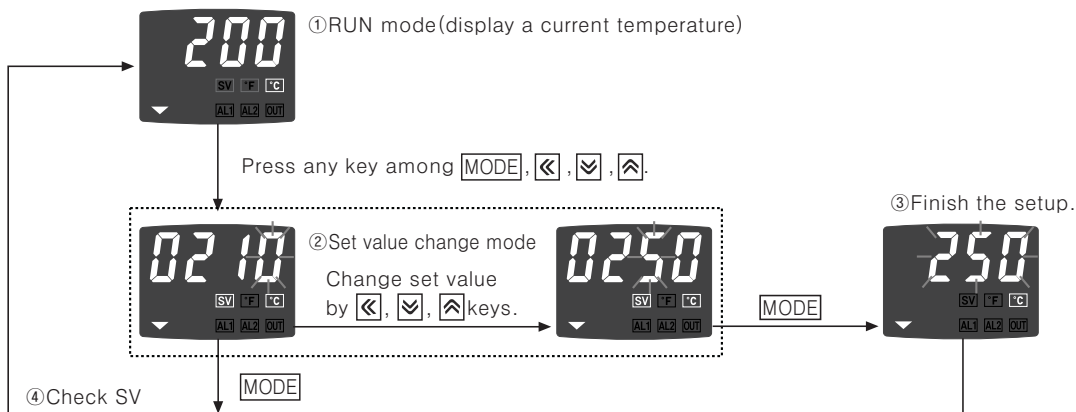 ①RUN mode(display a current temperature)
200
SV °F °C
AL1 AL2 OUT
Press any key among MODE, «, ︾, ︽.
③Finish the setup.
0210
SV °F °C
AL1 AL2 OUT
②Set value change mode
Change set value
by «, ︾, ︽ keys.
0250
SV °F °C
AL1 AL2 OUT
MODE
250
SV °F °C
AL1 AL2 OUT
④Check SV
MODE